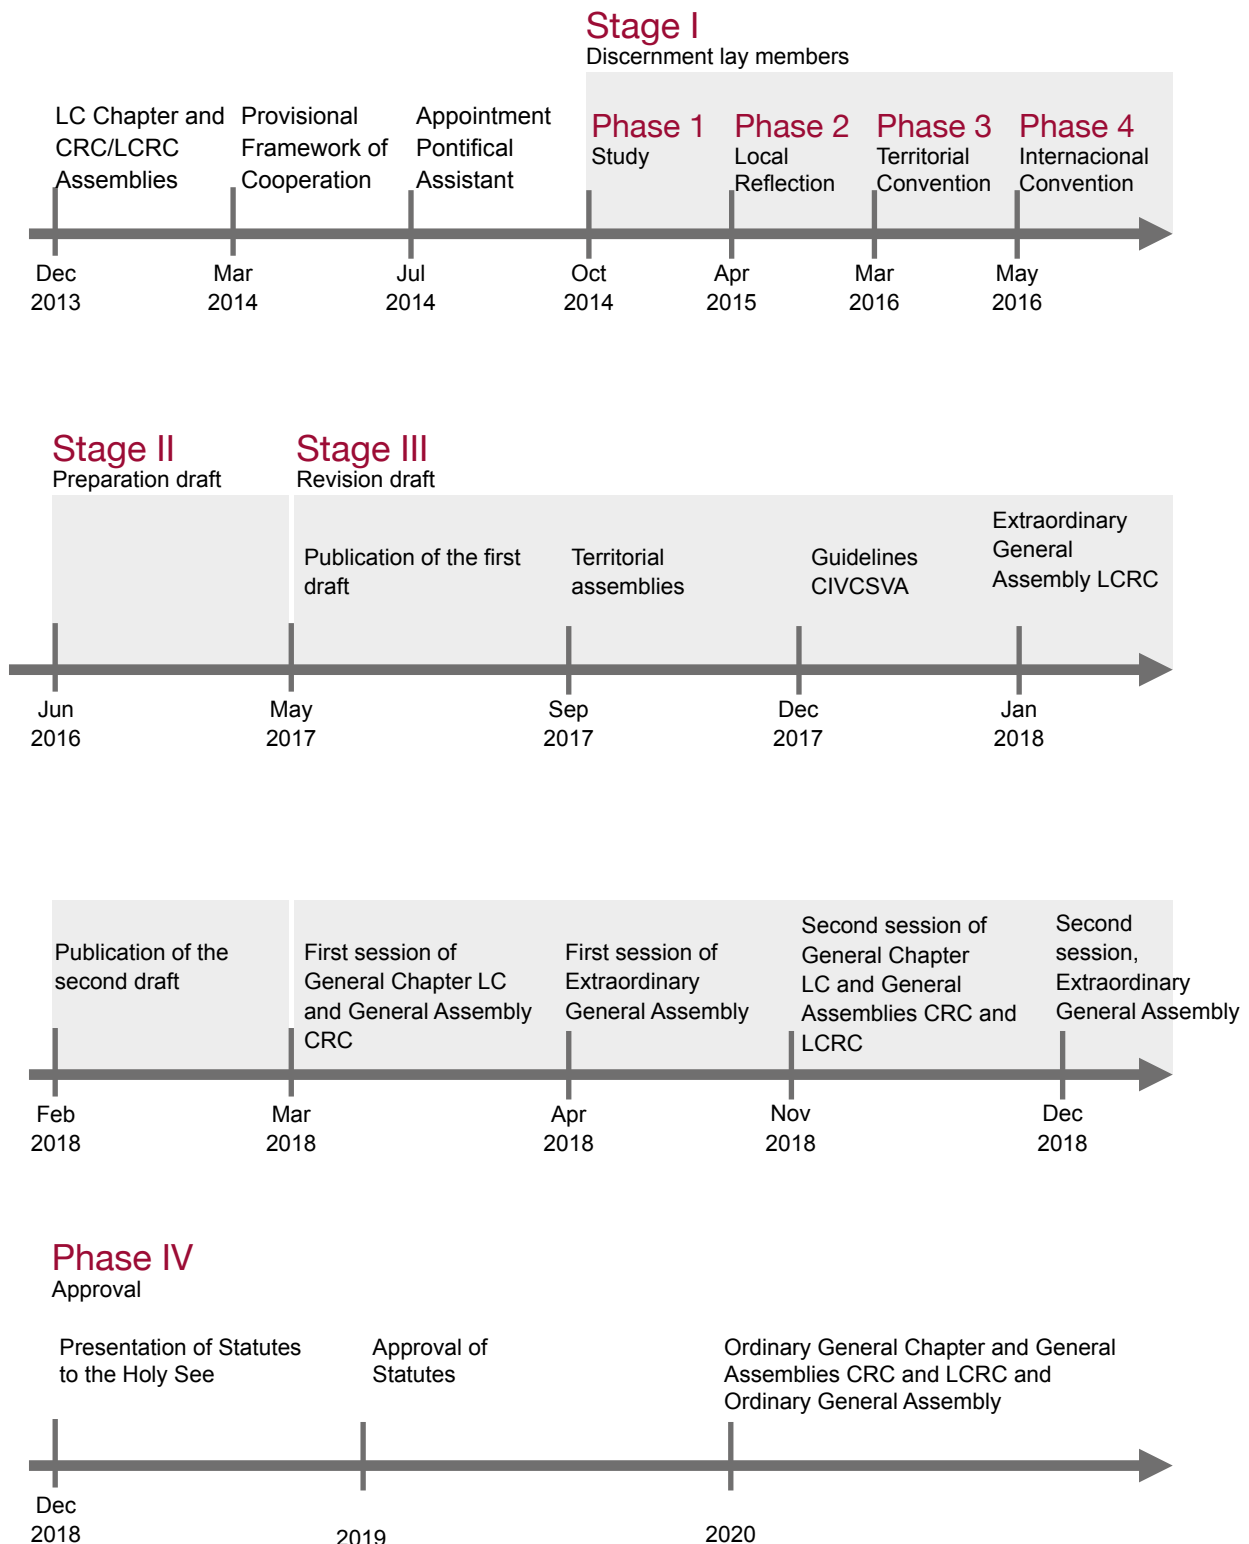 Stage I
Discernment lay members
LC Chapter and
CRC/LCRC
Assemblies
Provisional
Framework of
Cooperation
Appointment
Pontifical
Assistant
Phase 1
Study
Phase 2
Local
Reflection
Phase 3
Territorial
Convention
Phase 4
Internacional
Convention
Dec
2013
Mar
2014
Jul
2014
Oct
2014
Apr
2015
Mar
2016
May
2016
Stage II
Preparation draft
Stage III
Revision draft
Publication of the first
draft
Territorial
assemblies
Guidelines
CIVCSVA
Extraordinary
General
Assembly LCRC
Jun
2016
May
2017
Sep
2017
Dec
2017
Jan
2018
Publication of the
second draft
First session of
General Chapter LC
and General Assembly
CRC
First session of
Extraordinary
General Assembly
Second session of
General Chapter
LC and General
Assemblies CRC and
LCRC
Second
session,
Extraordinary
General Assembly
Feb
2018
Mar
2018
Apr
2018
Nov
2018
Dec
2018
Phase IV
Approval
Presentation of Statutes
to the Holy See
Approval of
Statutes
Ordinary General Chapter and General
Assemblies CRC and LCRC and
Ordinary General Assembly
Dec
2018
2019
2020